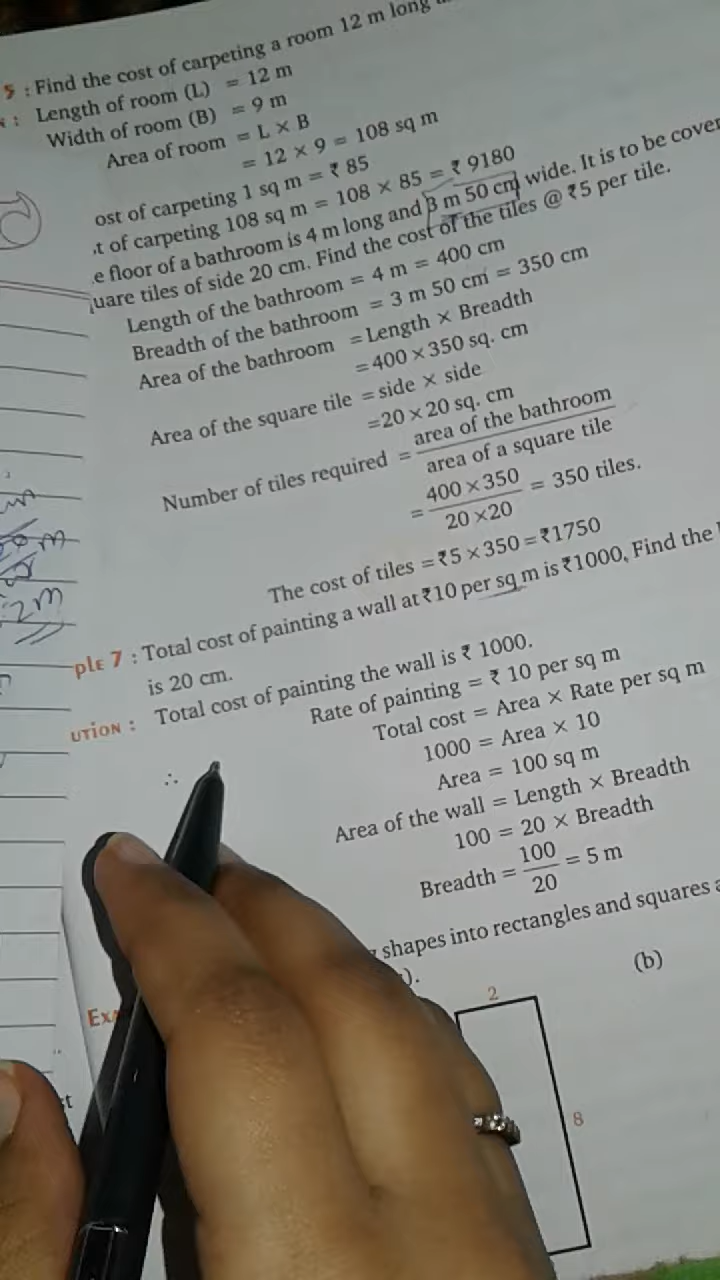 5 : Find the cost of carpeting a room 12 m long
: Length of room (L) = 12 m
Width of room (B) = 9 m
Area of room = L × B
= 12 × 9 = 108 sq m
ost of carpeting 1 sq m = ₹ 85
t of carpeting 108 sq m = 108 × 85 = ₹ 9180
e floor of a bathroom is 4 m long and 3 m 50 cm wide. It is to be cover
uare tiles of side 20 cm. Find the cost of the tiles @ ₹5 per tile.
Length of the bathroom = 4 m = 400 cm
Breadth of the bathroom = 3 m 50 cm = 350 cm
Area of the bathroom = Length × Breadth
= 400 × 350 sq. cm
Area of the square tile = side × side
=20 × 20 sq. cm
Number of tiles required = area of the bathroom / area of a square tile
= 400 × 350 / 20 ×20 = 350 tiles.
The cost of tiles = ₹5 × 350 = ₹1750
PLE 7 : Total cost of painting a wall at ₹10 per sq m is ₹1000, Find the
is 20 cm.
UTION : Total cost of painting the wall is ₹ 1000.
Rate of painting = ₹ 10 per sq m
Total cost = Area × Rate per sq m
1000 = Area × 10
∴ Area = 100 sq m
Area of the wall = Length × Breadth
100 = 20 × Breadth
Breadth = 100 / 20 = 5 m
shapes into rectangles and squares
).
(b)
Ex
2
8
2m